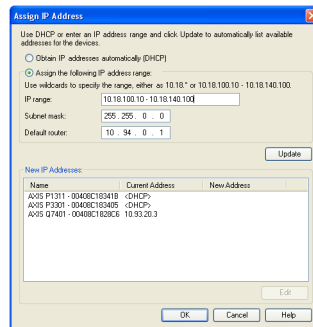 Assign IP Address
Use DHCP or enter an IP address range and click Update to automatically list available
addresses for the devices.
Obtain IP addresses automatically (DHCP)
Assign the following IP address range:
Use wildcards to specify the range, either as 10.18.* or 10.18.100.10 - 10.18.140.100.
IP range: 10.18.100.10 - 10.18.140.100
Subnet mask: 255 . 255 . 0 . 0
Default router: 10 . 94 . 0 . 1
Update
New IP Addresses:
Name Current Address New Address
AXIS P1311 - 00408C18341B <DHCP>
AXIS P3301 - 00408C183405 <DHCP>
AXIS Q7401 - 00408C1828C6 10.93.20.3
Edit
OK Cancel Help